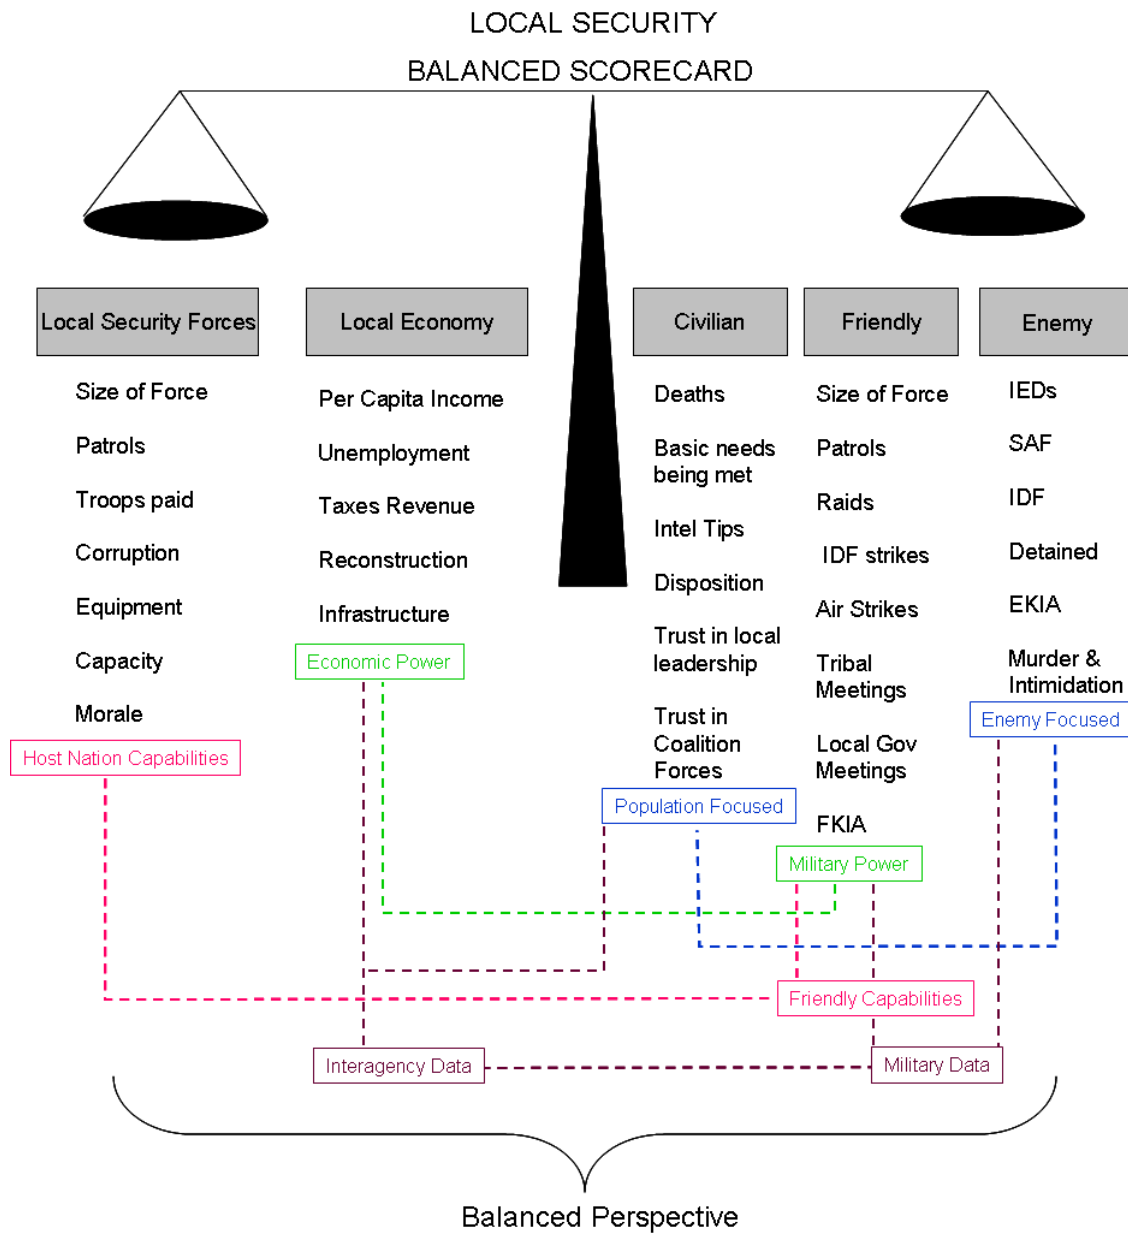 LOCAL SECURITY
BALANCED SCORECARD
Local Security Forces
Size of Force
Patrols
Troops paid
Corruption
Equipment
Capacity
Morale
Host Nation Capabilities
Local Economy
Per Capita Income
Unemployment
Taxes Revenue
Reconstruction
Infrastructure
Economic Power
Civilian
Deaths
Basic needs
being met
Intel Tips
Disposition
Trust in local
leadership
Trust in
Coalition
Forces
Population Focused
Friendly
Size of Force
Patrols
Raids
IDF strikes
Air Strikes
Tribal
Meetings
Local Gov
Meetings
FKIA
Military Power
Enemy
IEDs
SAF
IDF
Detained
EKIA
Murder &
Intimidation
Enemy Focused
Friendly Capabilities
Interagency Data
Military Data
Balanced Perspective